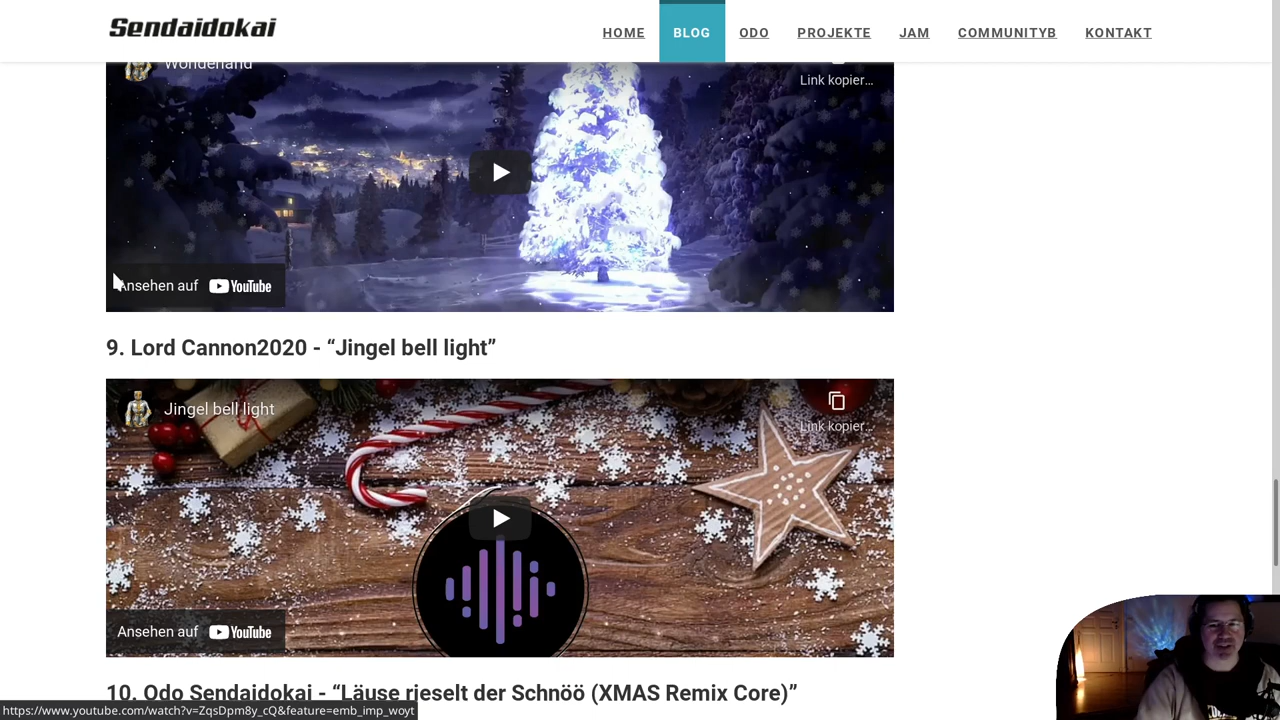 Sendaidokai
HOME BLOG ODO PROJEKTE JAM COMMUNITYB KONTAKT
Wonderland
Link kopier…
Ansehen auf YouTube
9. Lord Cannon2020 - “Jingel bell light”
Jingel bell light
Link kopier…
Ansehen auf YouTube
10. Odo Sendaidokai - “Läuse rieselt der Schnöö (XMAS Remix Core)”
https://www.youtube.com/watch?v=ZqsDpm8y_cQ&feature=emb_imp_woyt